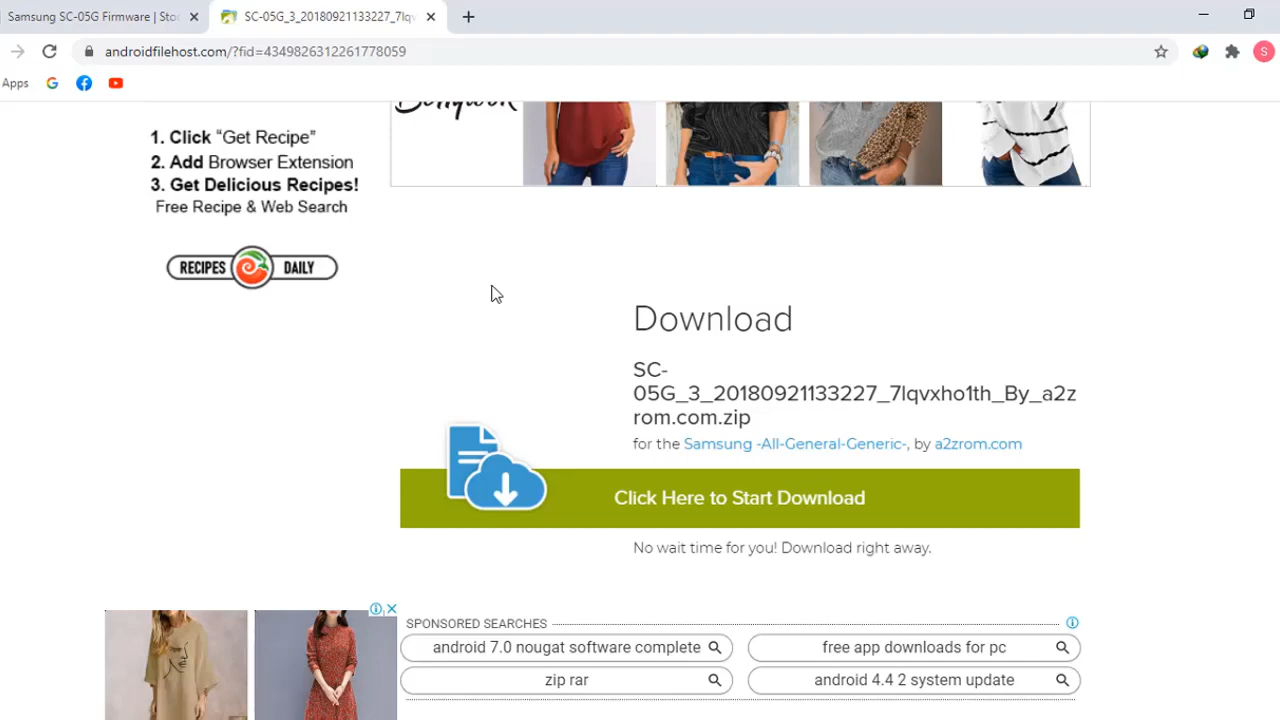 Samsung SC-05G Firmware | Sto
SC-05G_3_20180921133227_7lqv
androidfilehost.com/?fid=4349826312261778059
S
Apps
1. Click "Get Recipe"
2. Add Browser Extension
3. Get Delicious Recipes!
Free Recipe & Web Search
RECIPES DAILY
Download
SC-
05G_3_20180921133227_7lqvxho1th_By_a2z
rom.com.zip
for the Samsung -All-General-Generic-, by a2zrom.com
Click Here to Start Download
No wait time for you! Download right away.
SPONSORED SEARCHES
android 7.0 nougat software complete
free app downloads for pc
zip rar
android 4.4 2 system update